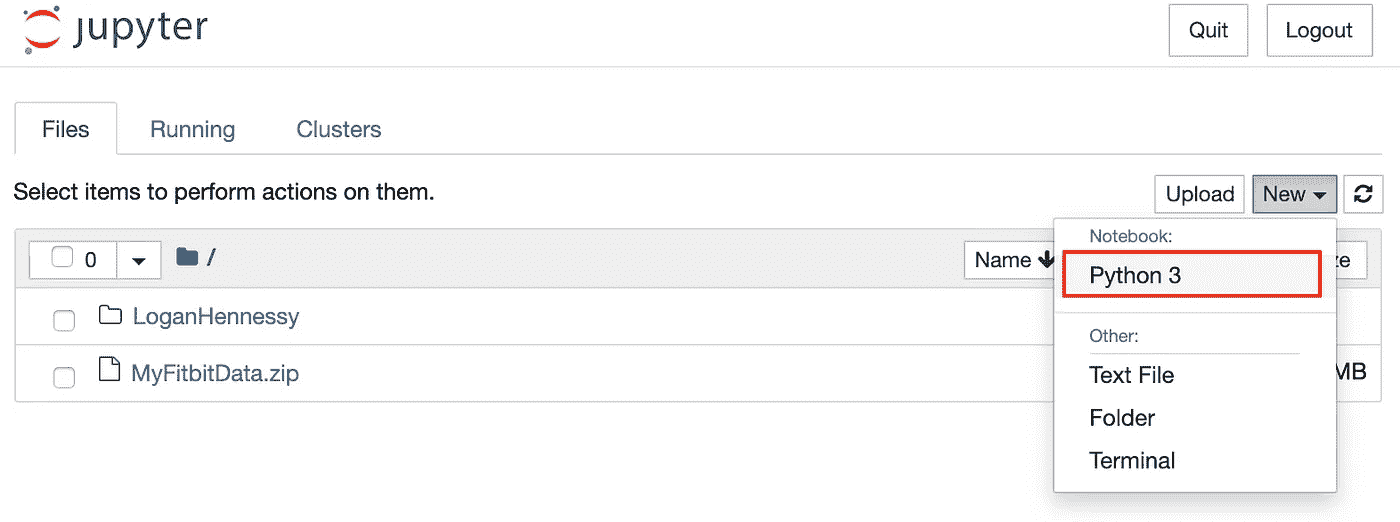 jupyter
Quit Logout
Files Running Clusters
Select items to perform actions on them.
Upload New
0 / Name
Notebook:
Python 3
LoganHennessy
Other:
MyFitbitData.zip MB
Text File
Folder
Terminal